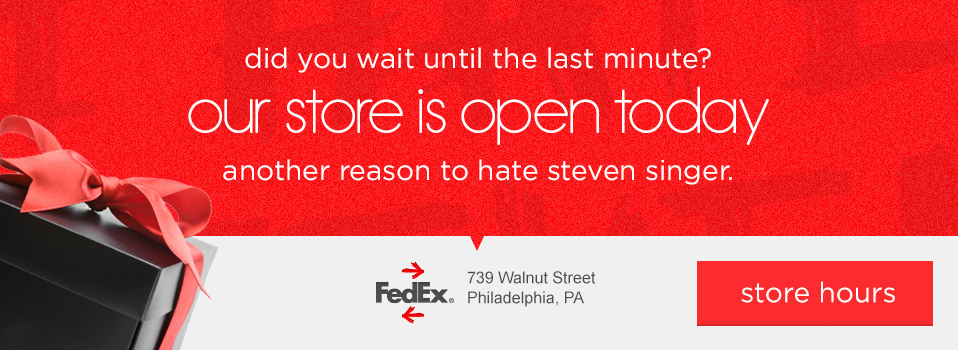 did you wait until the last minute?
our store is open today
another reason to hate steven singer.
FedEx®
739 Walnut Street
Philadelphia, PA
store hours